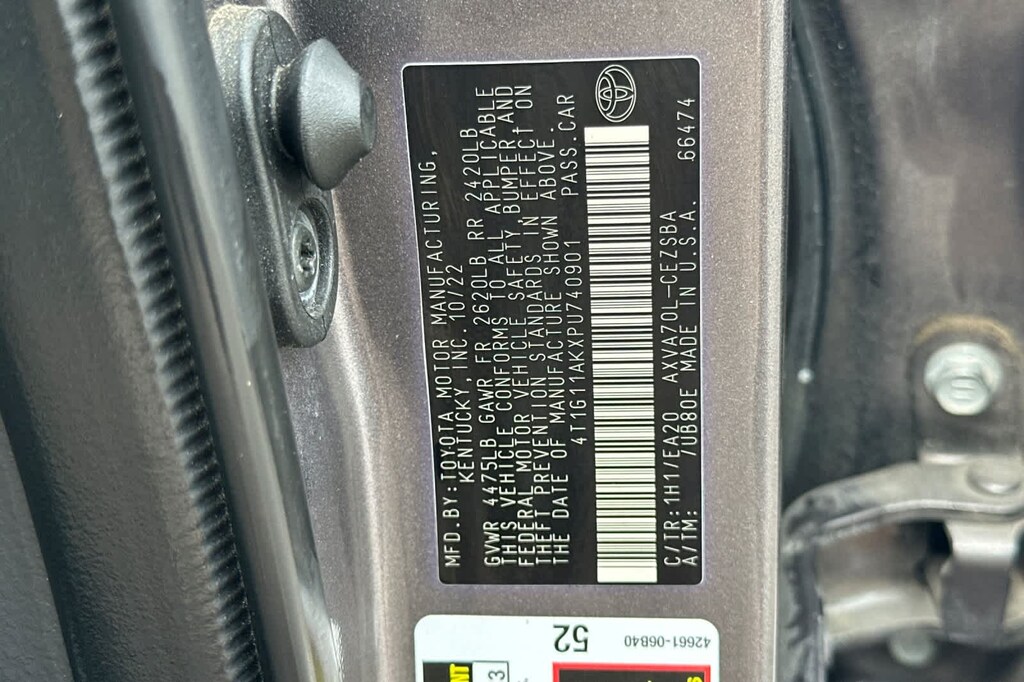 MFD.BY:TOYOTA MOTOR MANUFACTURING,
KENTUCKY, INC. 10/22
GVWR 4475LB GAWR FR 2620LB RR 2420LB
THIS VEHICLE CONFORMS TO ALL APPLICABLE
FEDERAL MOTOR VEHICLE SAFETY, BUMPER AND
THEFT PREVENTION STANDARDS IN EFFECT ON
THE DATE OF MANUFACTURE SHOWN ABOVE.
4T1G11AKXPU740901 PASS.CAR
C/TR:1H1/EA20 AXVA70L-CEZSBA 66474
A/TM: /UB80E MADE IN U.S.A.
52
42661-06B40